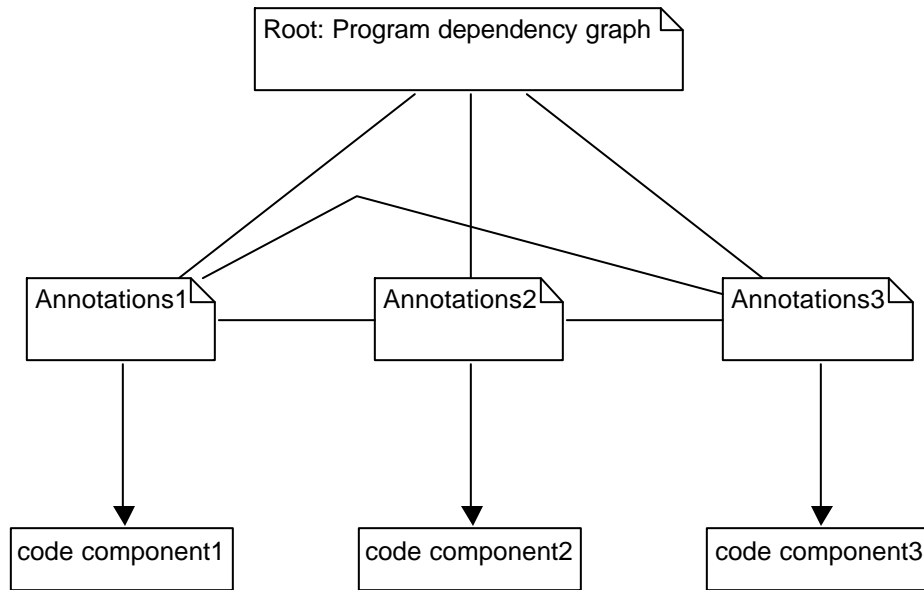 Root: Program dependency graph
Annotations1
Annotations2
Annotations3
code component1
code component2
code component3